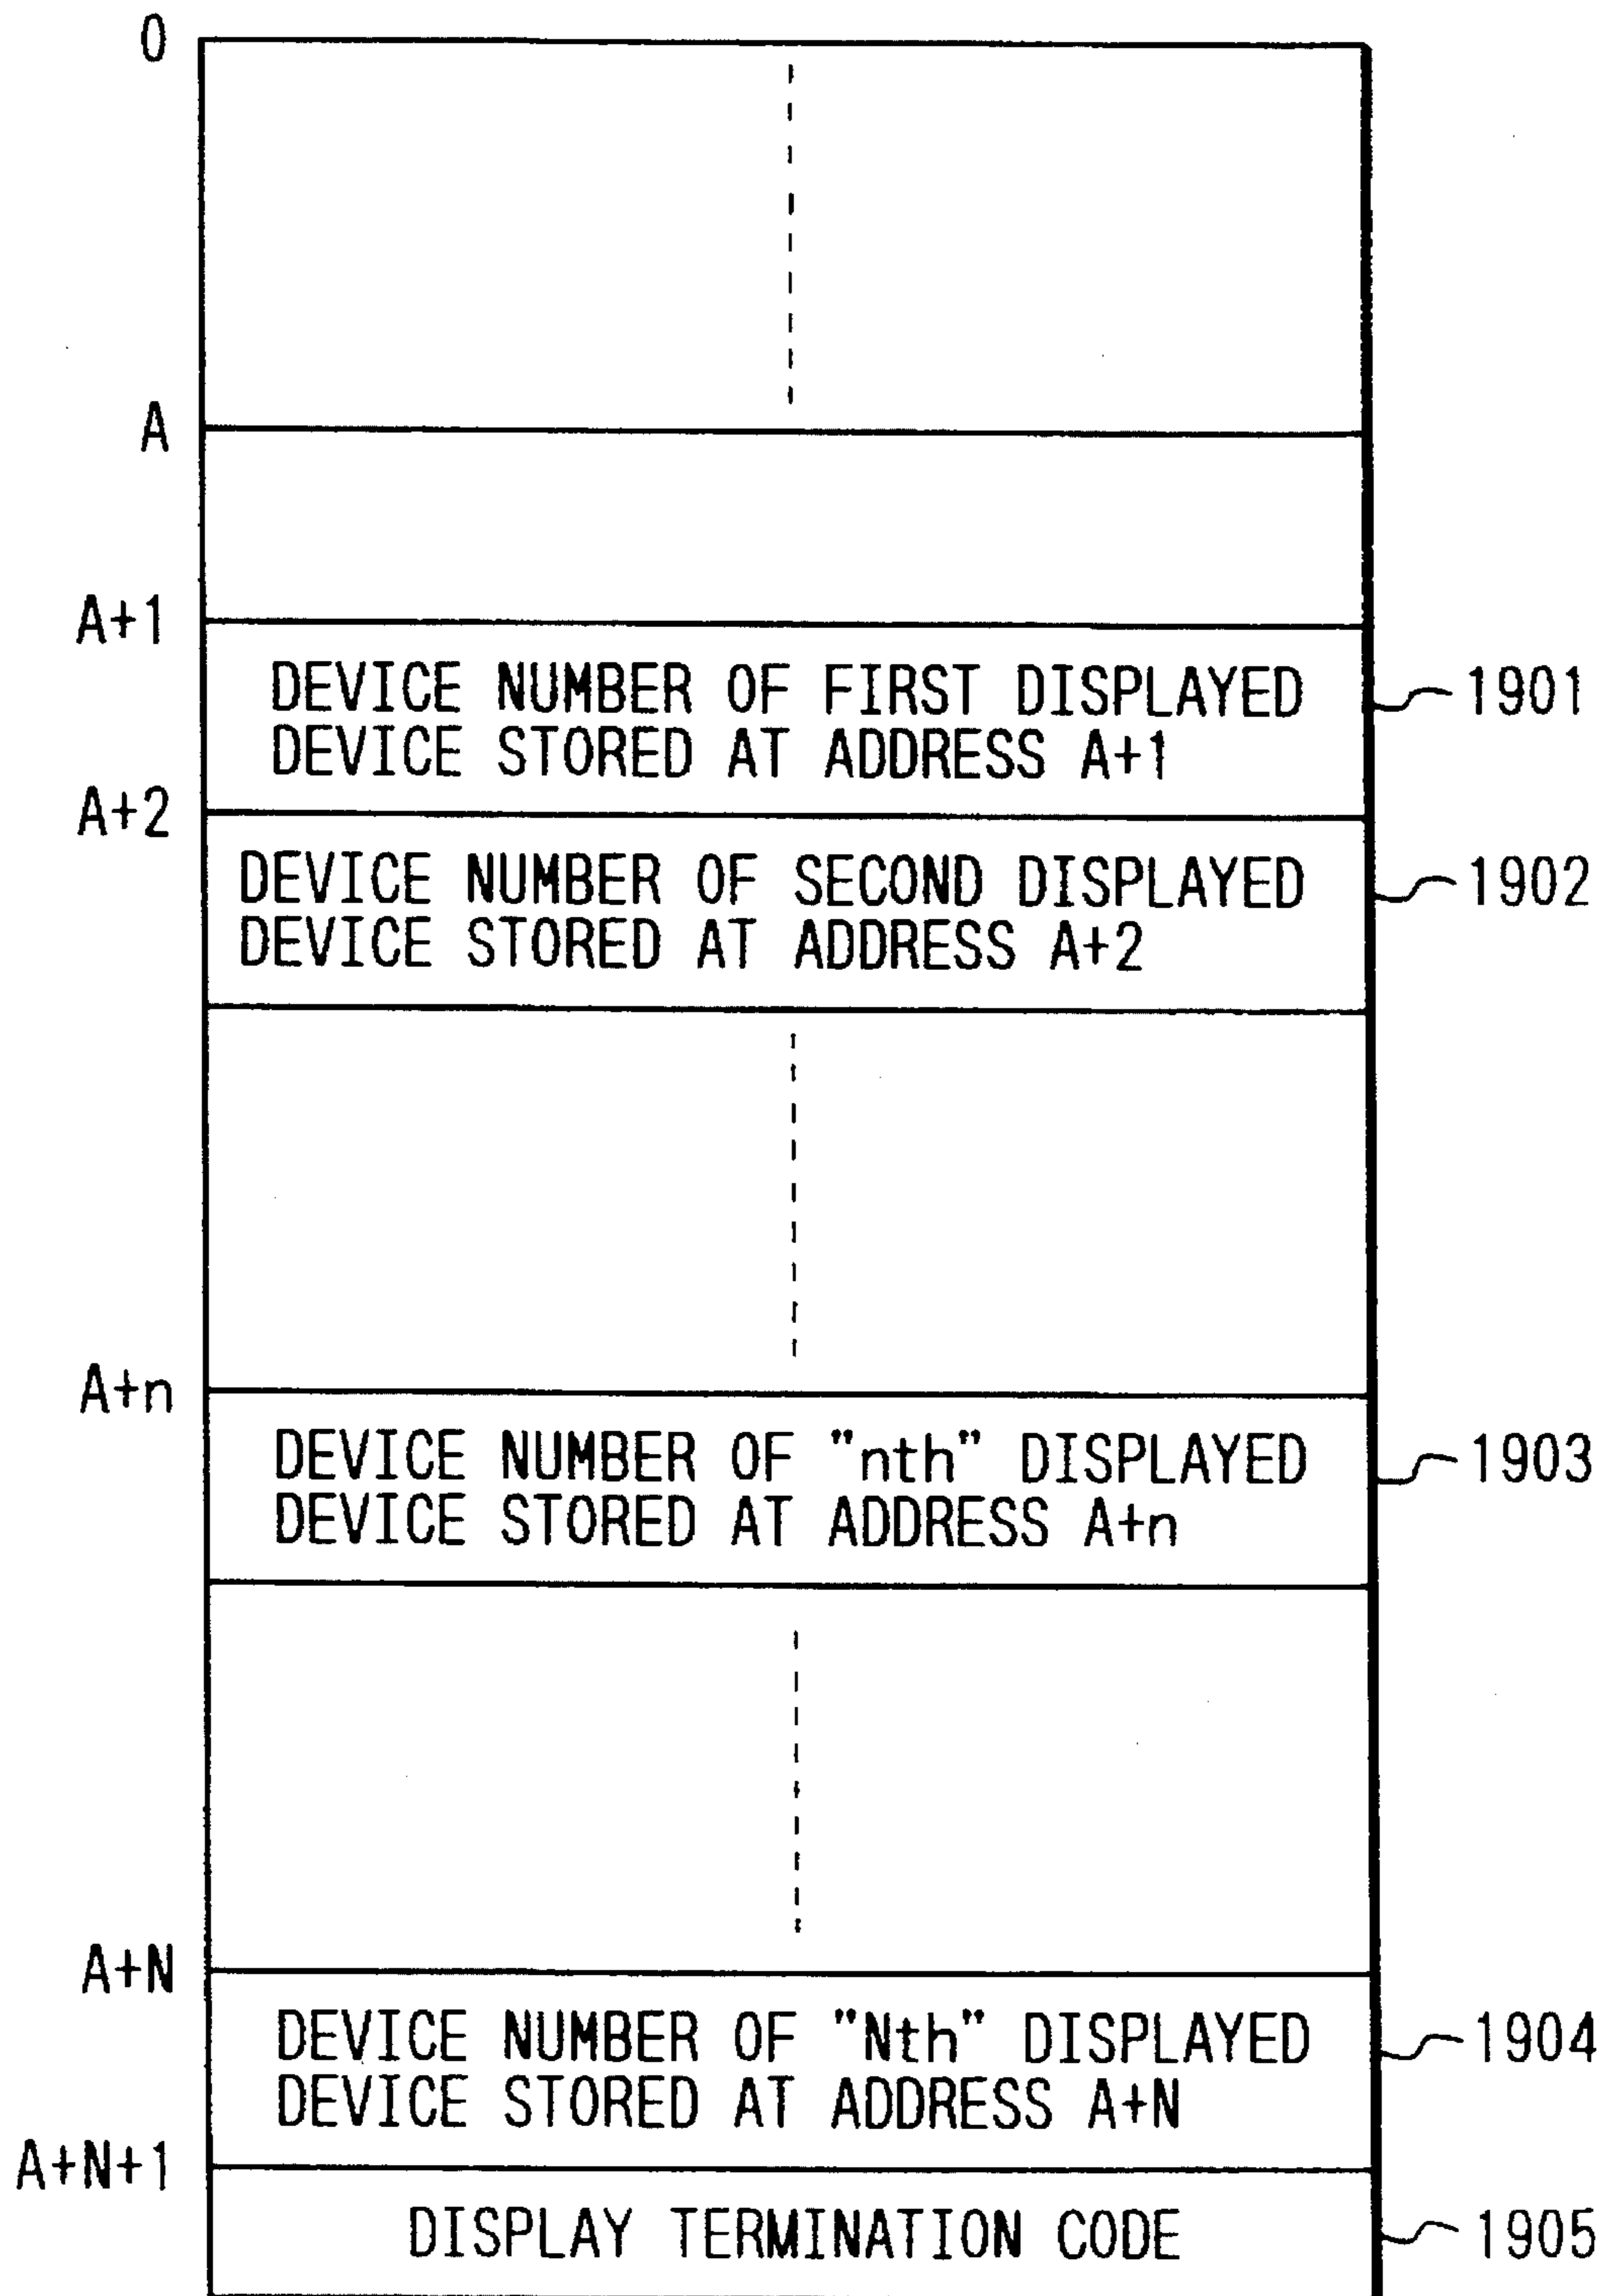 0
A
A+1
DEVICE NUMBER OF FIRST DISPLAYED
DEVICE STORED AT ADDRESS A+1
1901
A+2
DEVICE NUMBER OF SECOND DISPLAYED
DEVICE STORED AT ADDRESS A+2
1902
A+n
DEVICE NUMBER OF "nth" DISPLAYED
DEVICE STORED AT ADDRESS A+n
1903
A+N
DEVICE NUMBER OF "Nth" DISPLAYED
DEVICE STORED AT ADDRESS A+N
1904
A+N+1
DISPLAY TERMINATION CODE
1905